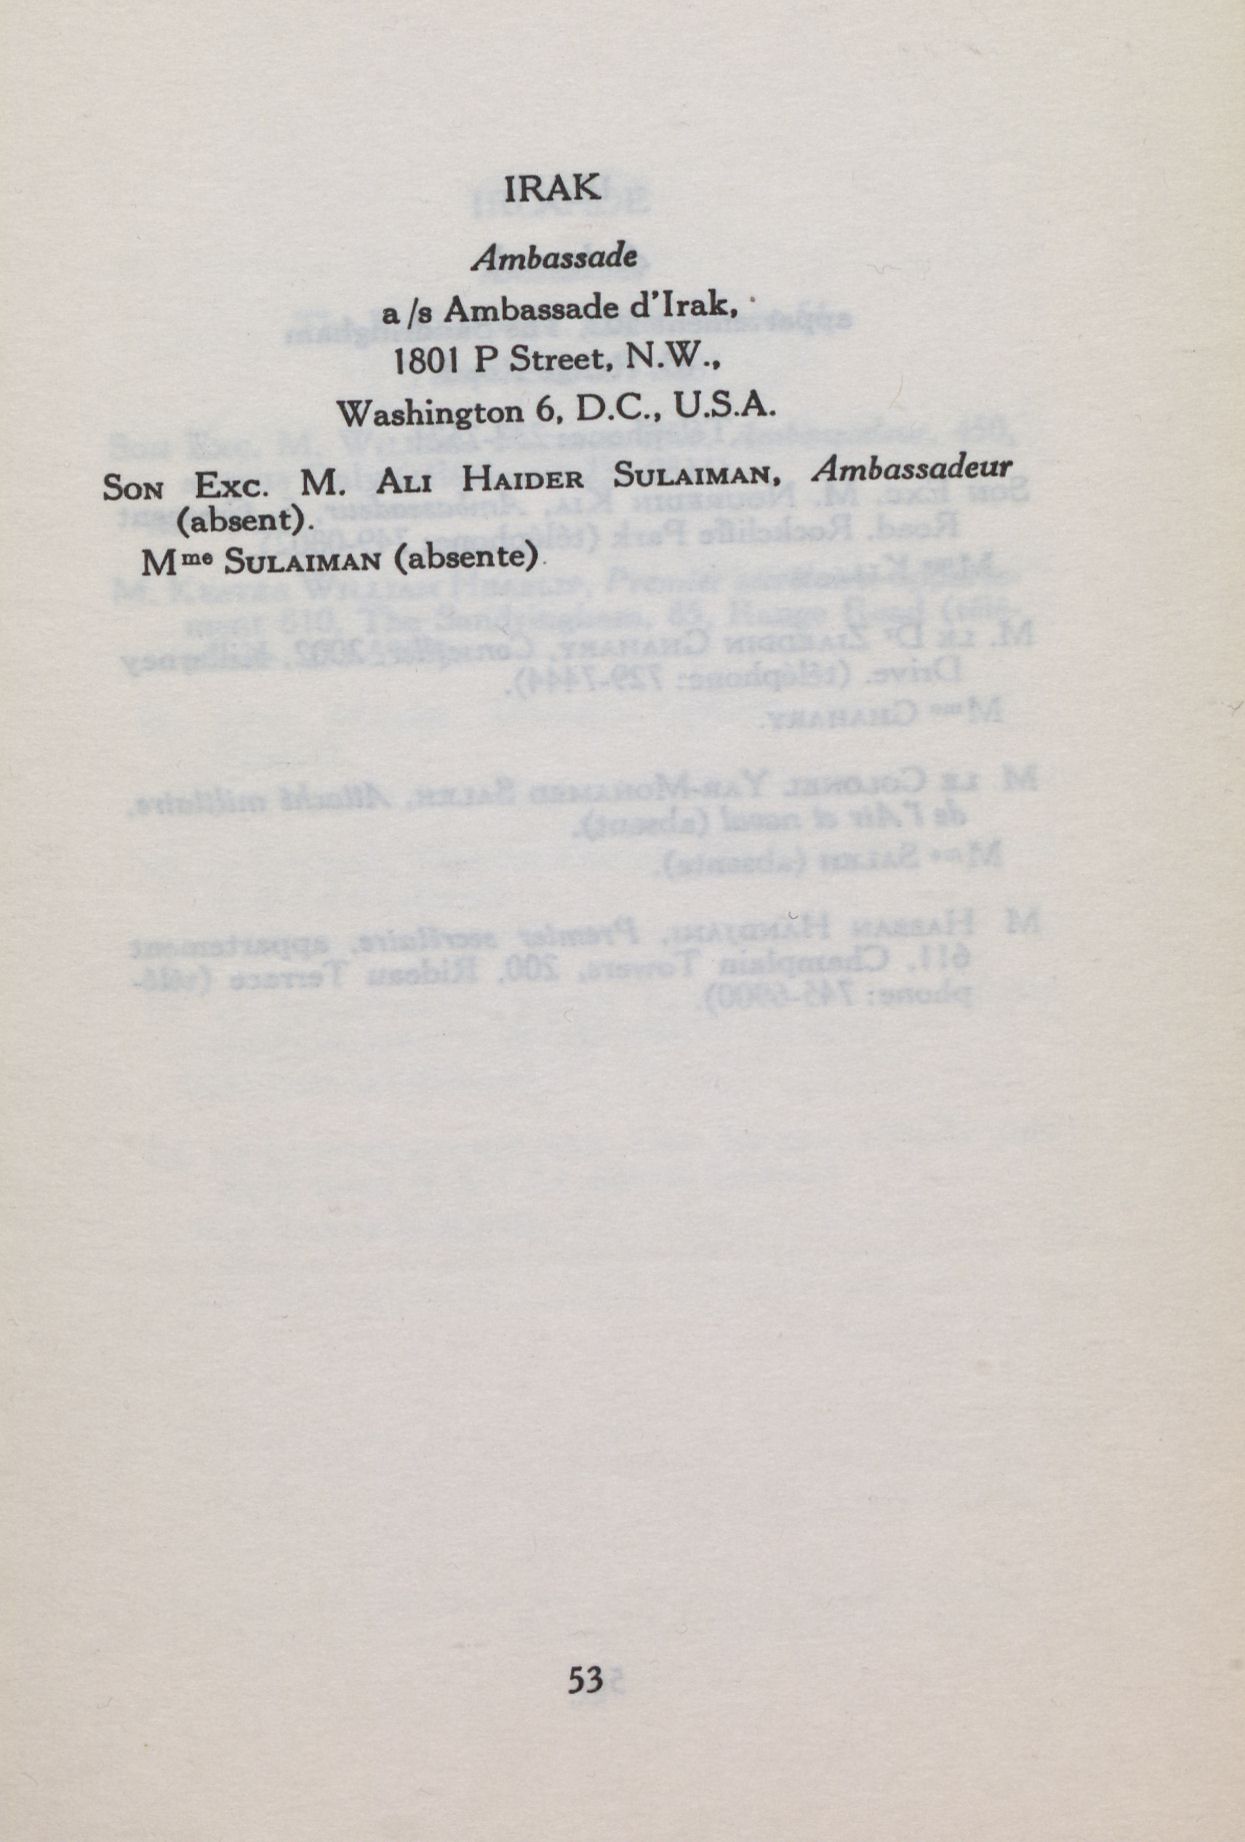 IRAK
Ambassade
a/s Ambassade d'Irak,
1801 P Street, N.W.,
Washington 6, D.C., U.S.A.
Son Exc. M. Ali Haider Sulaiman, Ambassadeur
(absent).
Mme Sulaiman (absente).
53